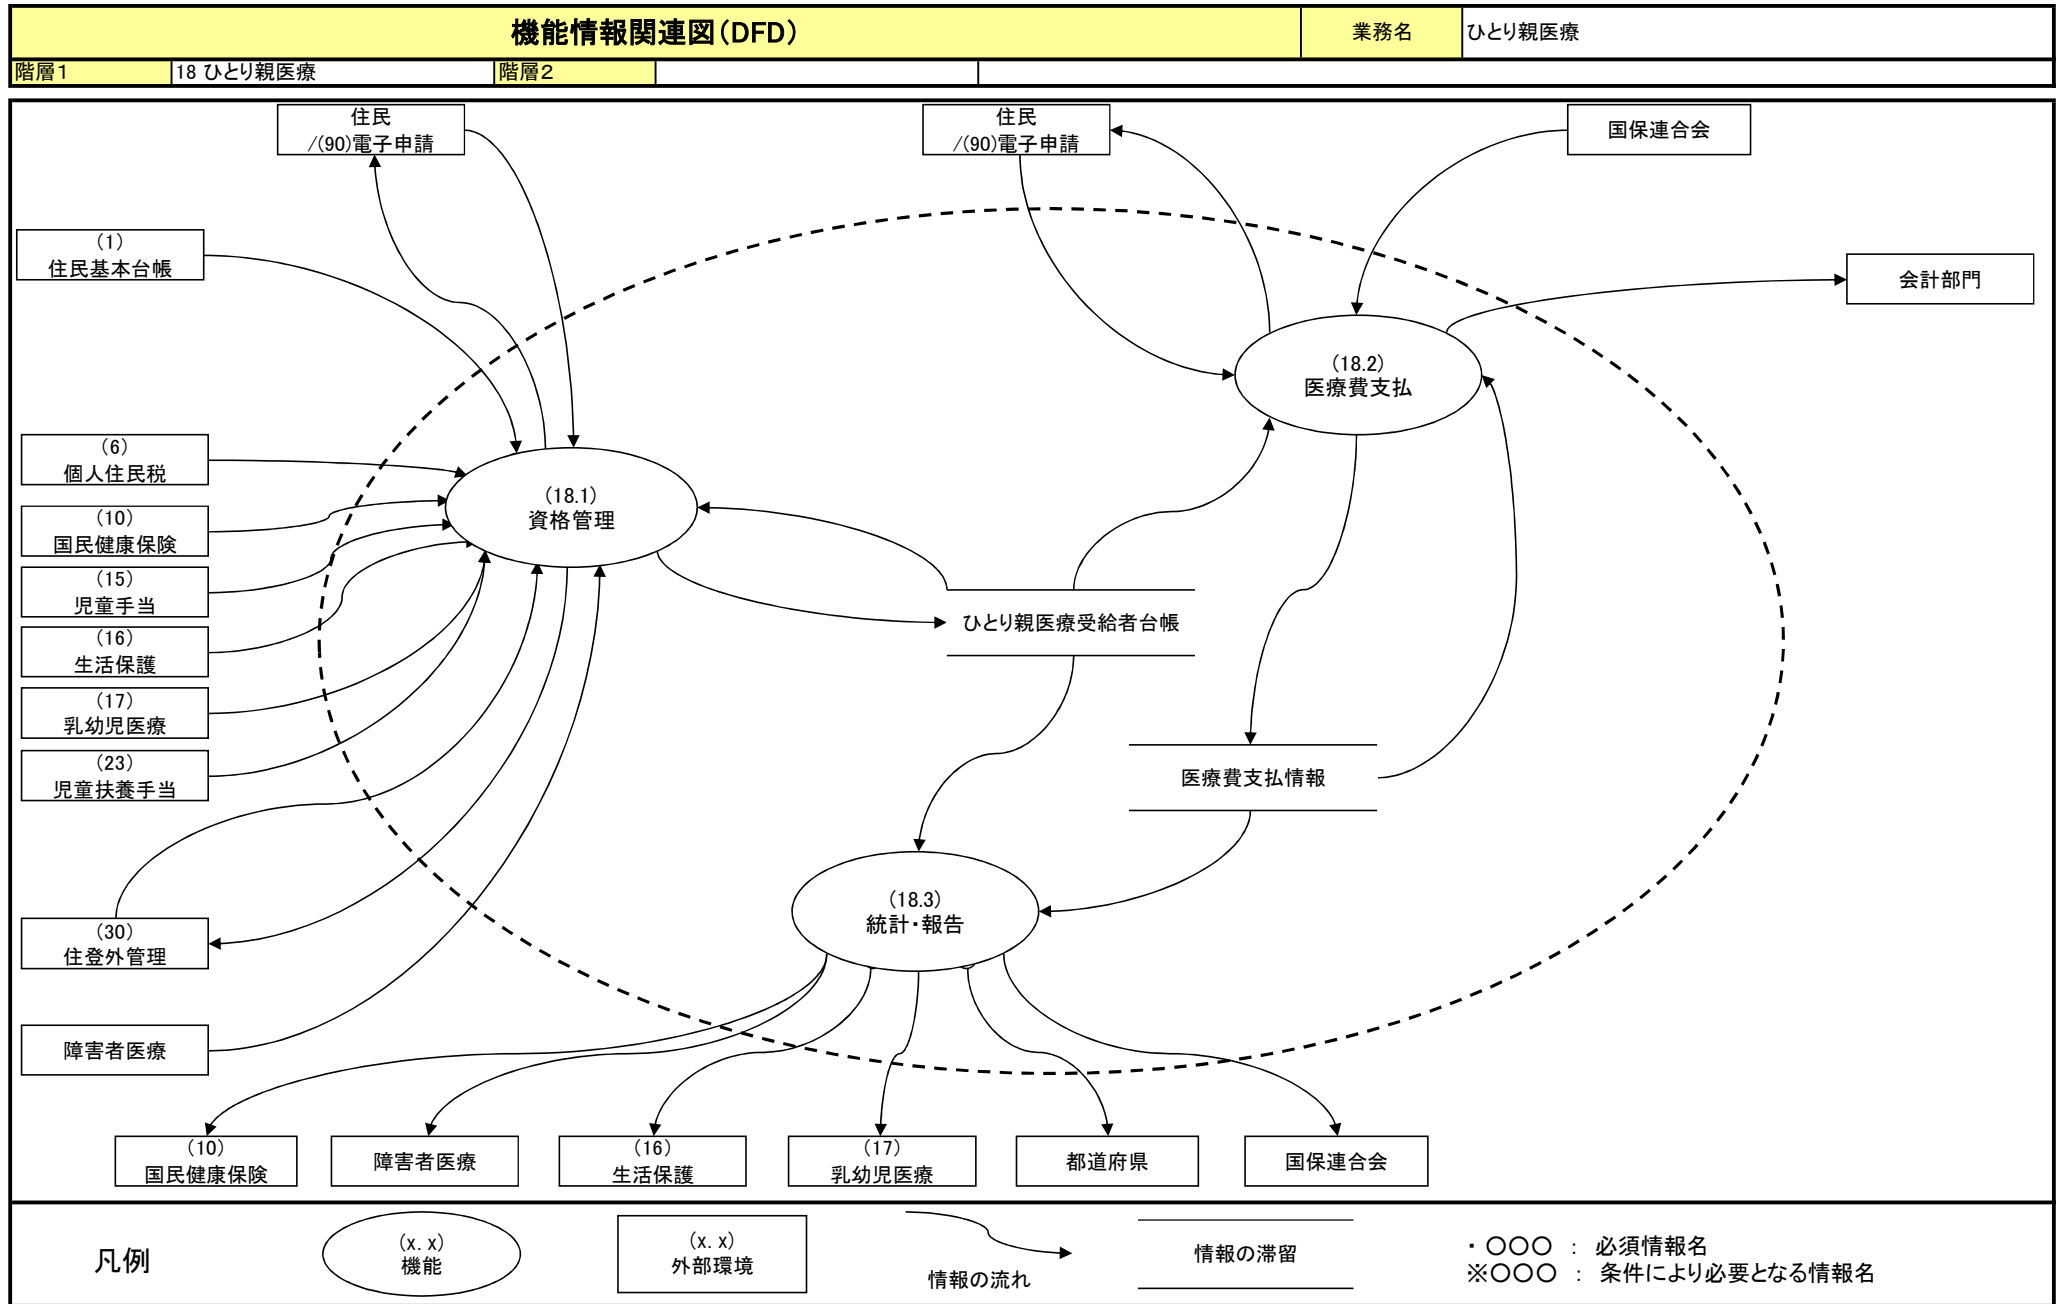 機能情報関連図(DFD)
業務名
ひとり親医療
階層1
18 ひとり親医療
階層2
住民
/(90)電子申請
住民
/(90)電子申請
国保連合会
(1)
住民基本台帳
会計部門
(18.2)
医療費支払
(6)
個人住民税
(18.1)
資格管理
(10)
国民健康保険
(15)
児童手当
ひとり親医療受給者台帳
(16)
生活保護
(17)
乳幼児医療
(23)
児童扶養手当
医療費支払情報
(18.3)
統計・報告
(30)
住登外管理
障害者医療
(10)
国民健康保険
障害者医療
(16)
生活保護
(17)
乳幼児医療
都道府県
国保連合会
凡例
(x. x)
機能
(x. x)
外部環境
情報の流れ
情報の滞留
・ ○○○ : 必須情報名
※○○○ : 条件により必要となる情報名